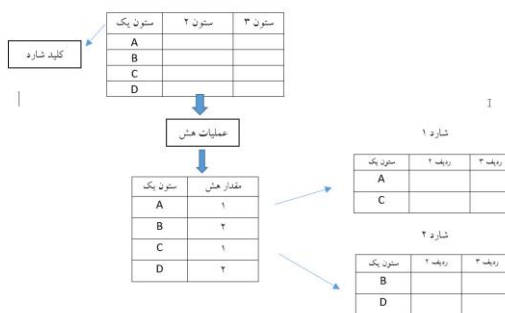 ستون یک ستون ۲ ستون ۳
A
B
C
D
کلید شارد
عملیات هش
ستون یک مقدار هش
A ۱
B ۲
C ۱
D ۲
شارد ۱
ستون یک ردیف ۲ ردیف ۳
A
C
شارد ۲
ستون یک ردیف ۲ ردیف ۳
B
D